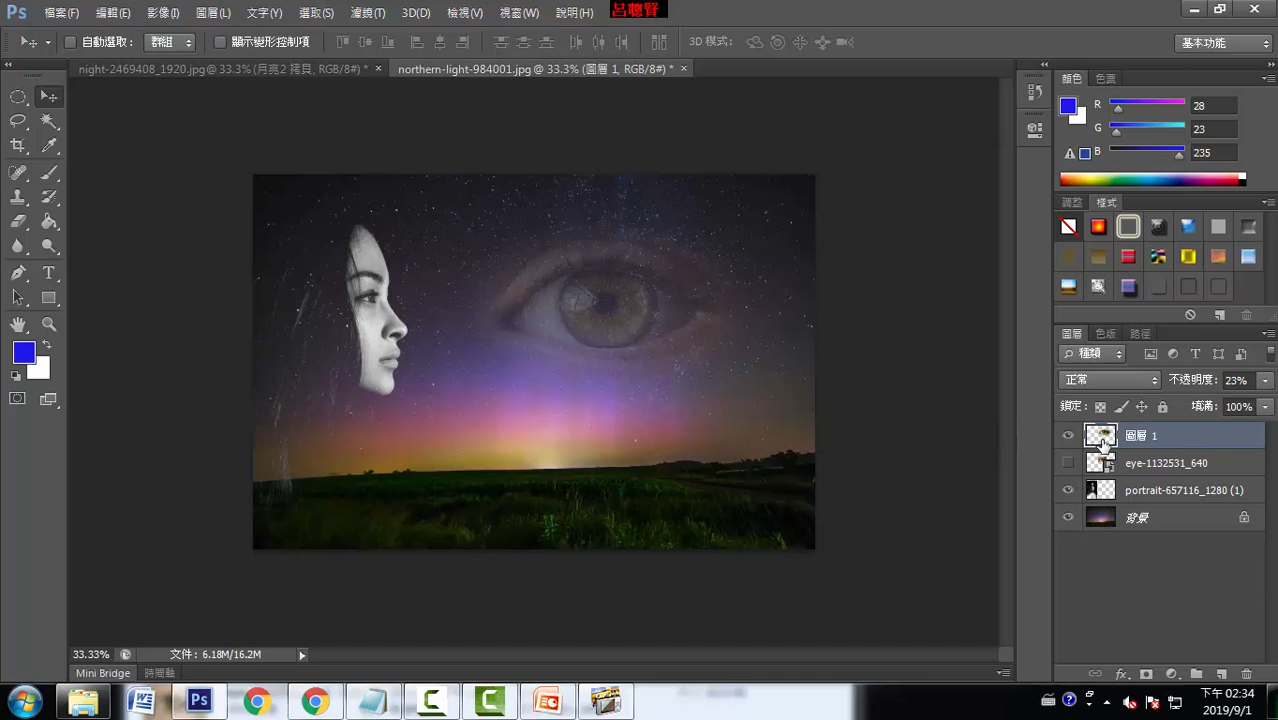 Ps 檔案(F) 編輯(E) 影像(I) 圖層(L) 文字(Y) 選取(S) 濾鏡(T) 3D(D) 檢視(V) 視窗(W) 說明(H) 呂聰賢
自動選取： 群組 顯示變形控制項 3D 模式： 基本功能
night-2469408_1920.jpg @ 33.3% (月亮2 拷貝, RGB/8#) * × northern-light-984001.jpg @ 33.3% (圖層 1, RGB/8#) * ×
顏色 色票
R 28
G 23
B 235
調整 樣式
圖層 色版 路徑
種類
正常 不透明度： 23%
鎖定： 填滿： 100%
圖層 1
eye-1132531_640
portrait-657116_1280 (1)
背景
33.33% 文件：6.18M/16.2M
Mini Bridge 時間軸
下午 02:34
2019/9/1